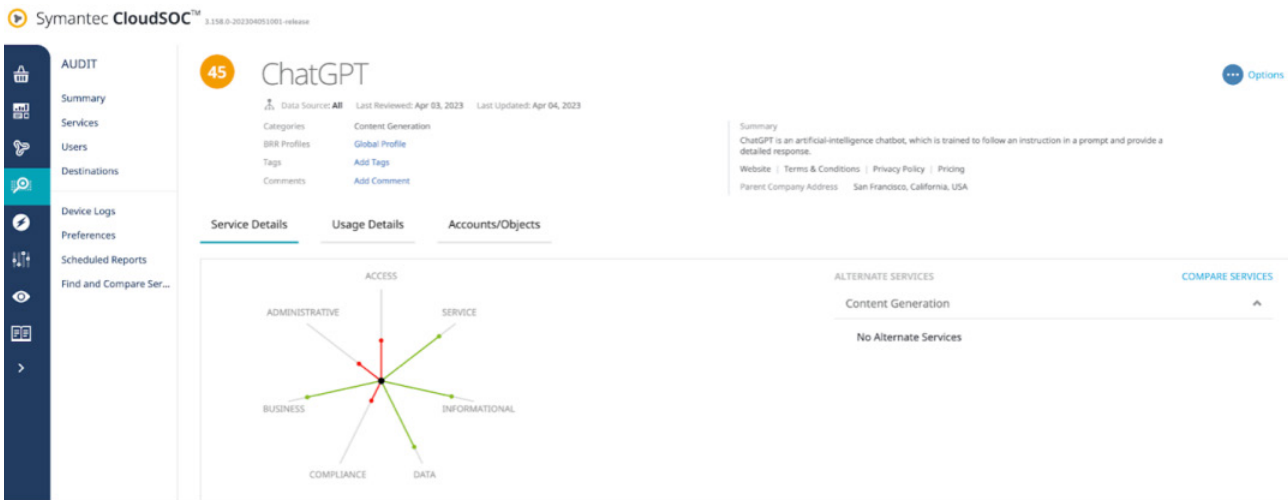 Symantec CloudSOC™ 3.158.0-202304051001-release
AUDIT
Summary
Services
Users
Destinations
Device Logs
Preferences
Scheduled Reports
Find and Compare Ser...
45
ChatGPT
Options
Data Source: All Last Reviewed: Apr 03, 2023 Last Updated: Apr 04, 2023
Categories Content Generation
BRR Profiles Global Profile
Tags Add Tags
Comments Add Comment
Summary
ChatGPT is an artificial-intelligence chatbot, which is trained to follow an instruction in a prompt and provide a
detailed response.
Website | Terms & Conditions | Privacy Policy | Pricing
Parent Company Address San Francisco, California, USA
Service Details Usage Details Accounts/Objects
ACCESS
ADMINISTRATIVE SERVICE
BUSINESS INFORMATIONAL
COMPLIANCE DATA
ALTERNATE SERVICES COMPARE SERVICES
Content Generation
No Alternate Services